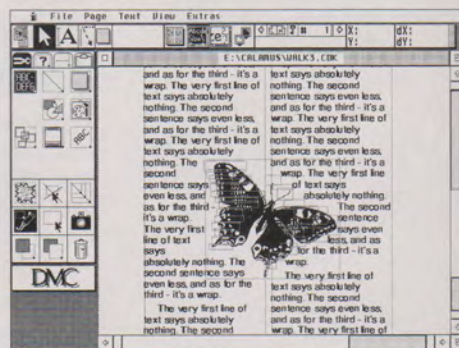 File Page Text View Extras
A
? # 1
X: dX:
Y: dY:
E:\CALAMUS\WALK3.CDK
ABC
DEFG
ABC
DMC
and as for the third - it's a
wrap. The very first line of
text says absolutely
nothing. The second
sentence says even less,
and as for the third - it's a
wrap. The very first line of
text says absolutely
nothing. The
second
sentence says
even less, and
as for the third -
it's a wrap.
The very first
line of text
says
absolutely nothing. The
second sentence says
even less, and as for the
third - it's a wrap.
The very first line of
text says absolutely
nothing. The second
text says absolutely
nothing. The second
sentence says even less,
and as for the third - it's a
wrap. The very first line of
text says absolutely
nothing. The second
sentence says even less,
and as for the third - it's a
wrap. The very first line
of text says
absolutely nothing.
The second
sentence
says even
less, and as
for the third - it's a
wrap.
The very first line of
text says absolutely
nothing. The second
sentence says even less,
and as for the third - it's a
wrap. The very first line of